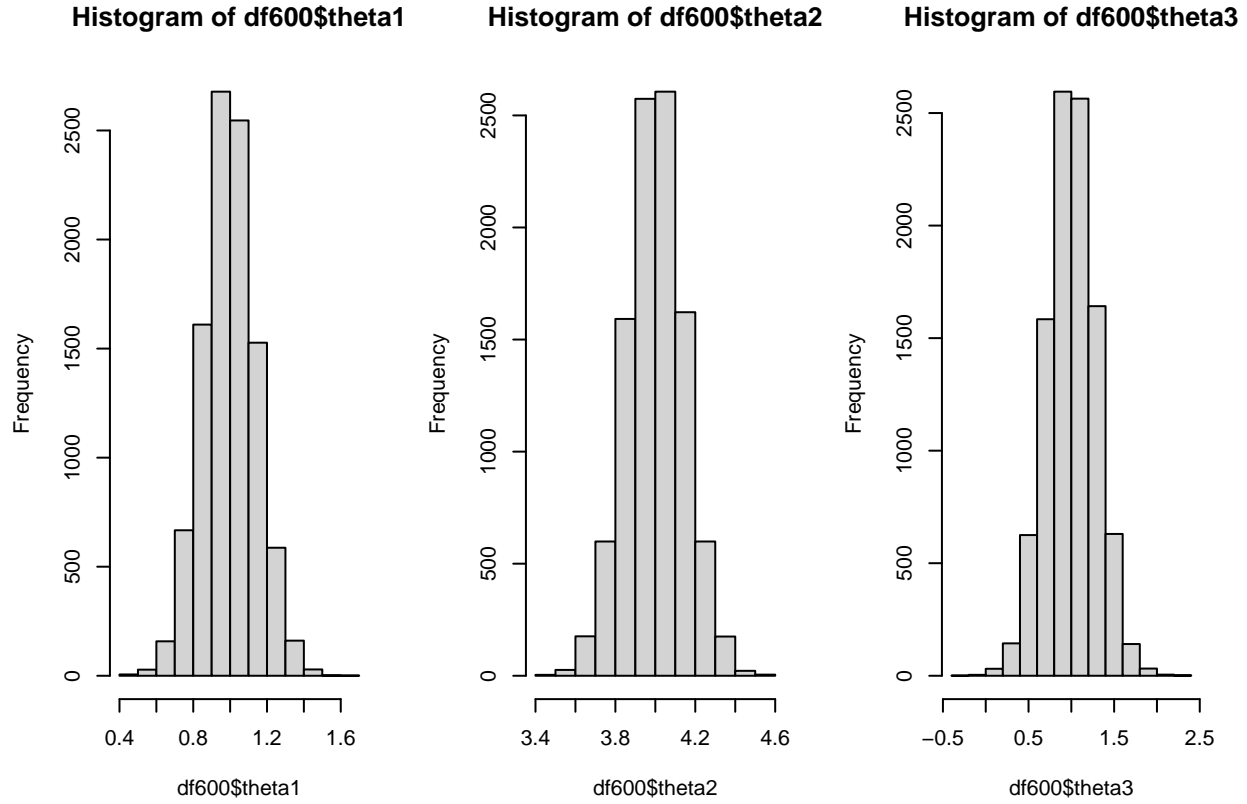 Histogram of df600$theta1
Frequency
2500
2000
1500
1000
500
0
0.4 0.8 1.2 1.6
df600$theta1
Histogram of df600$theta2
Frequency
2500
2000
1500
1000
500
0
3.4 3.8 4.2 4.6
df600$theta2
Histogram of df600$theta3
Frequency
2500
2000
1500
1000
500
0
−0.5 0.5 1.5 2.5
df600$theta3